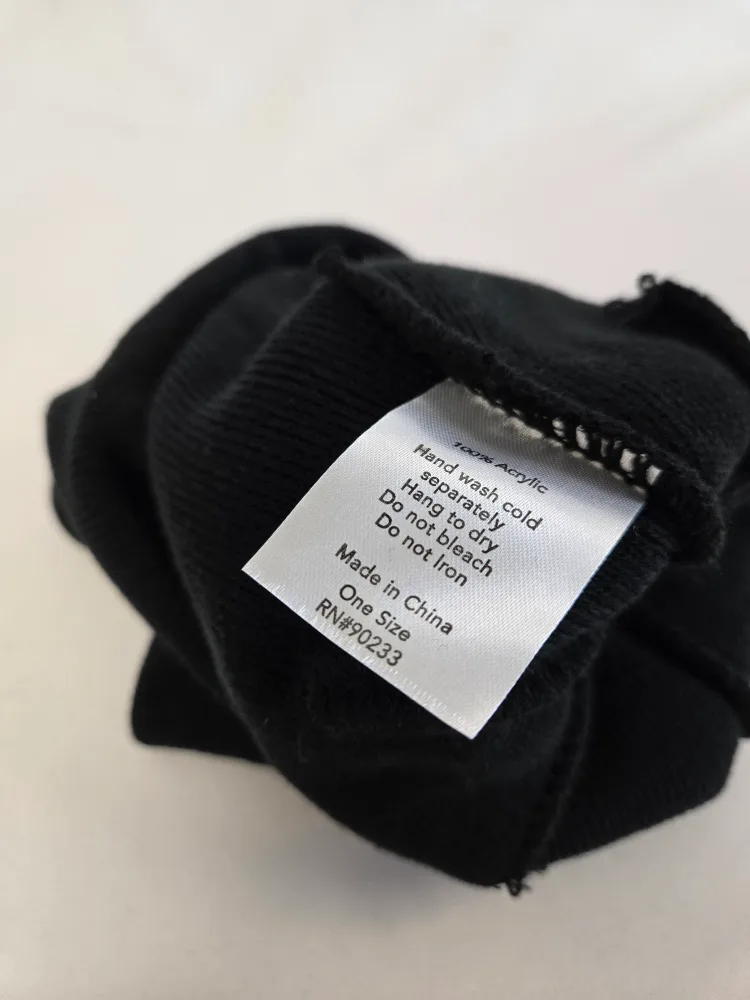 100% Acrylic
Hand wash cold
separately
Hang to dry
Do not bleach
Do not Iron
Made in China
One Size
RN#90233